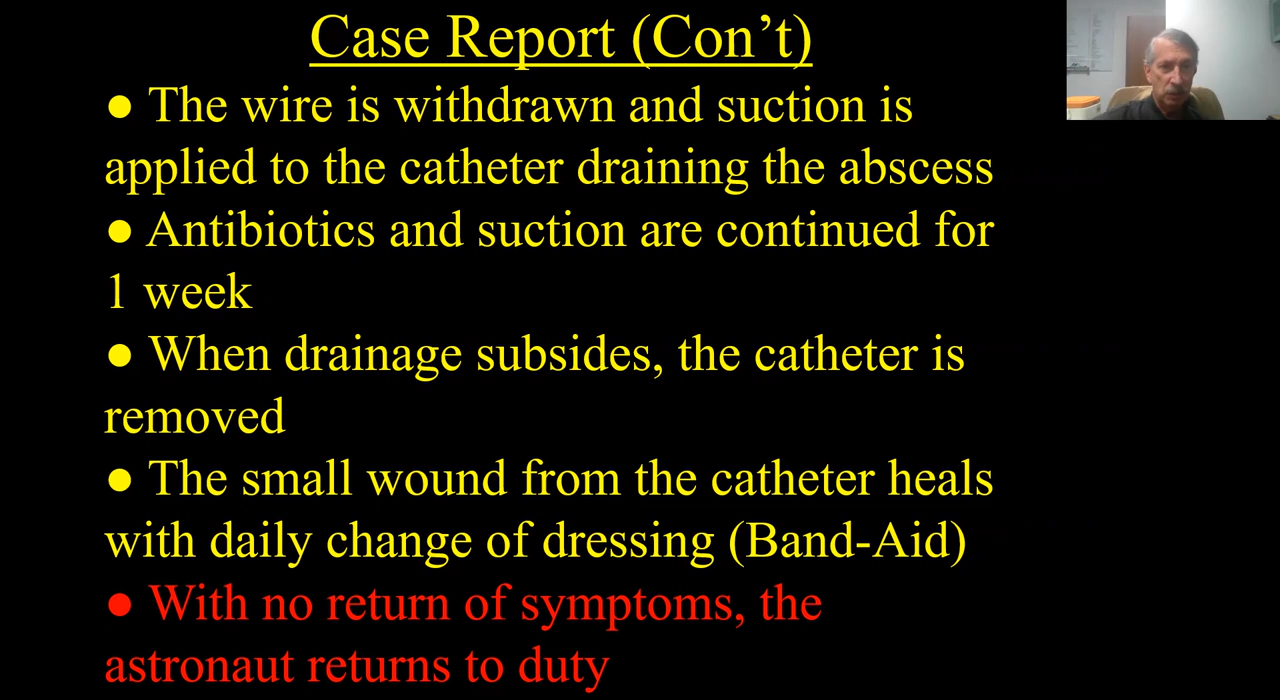 Case Report (Con’t)
● The wire is withdrawn and suction is
applied to the catheter draining the abscess
● Antibiotics and suction are continued for
1 week
● When drainage subsides, the catheter is
removed
● The small wound from the catheter heals
with daily change of dressing (Band-Aid)
● With no return of symptoms, the
astronaut returns to duty